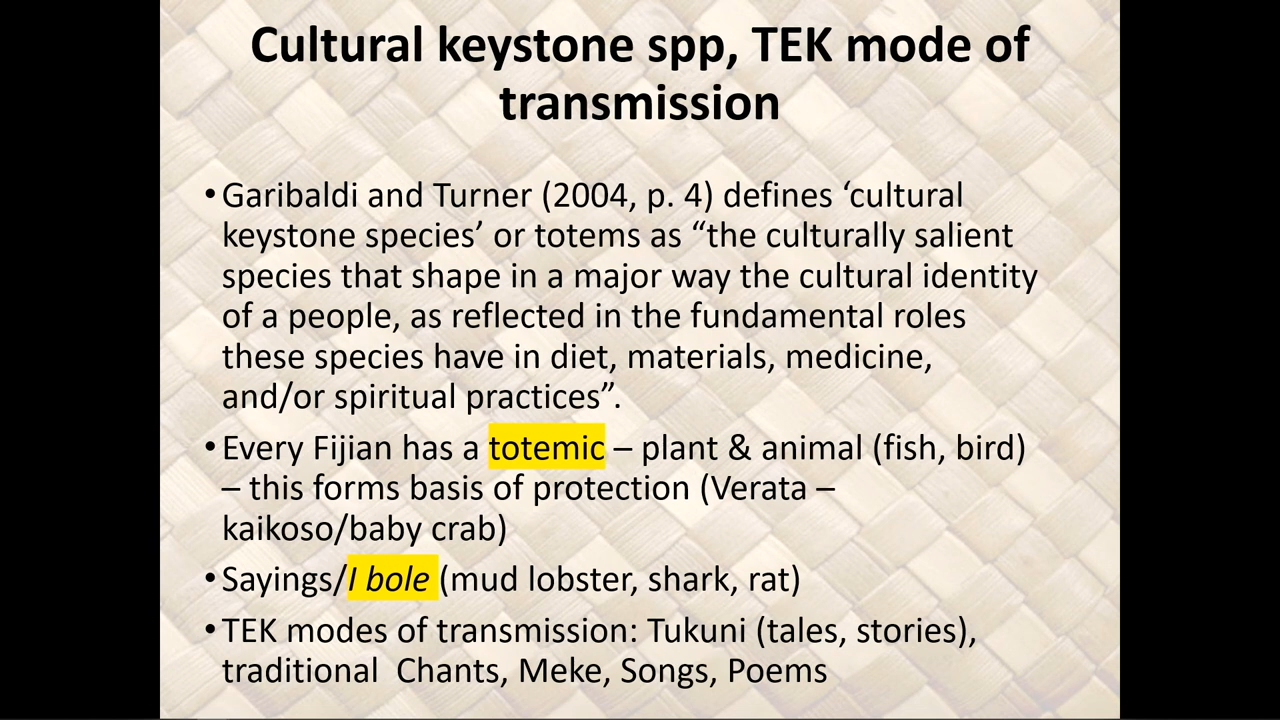 Cultural keystone spp, TEK mode of
transmission
•Garibaldi and Turner (2004, p. 4) defines ‘cultural
keystone species’ or totems as “the culturally salient
species that shape in a major way the cultural identity
of a people, as reflected in the fundamental roles
these species have in diet, materials, medicine,
and/or spiritual practices”.
•Every Fijian has a totemic – plant & animal (fish, bird)
– this forms basis of protection (Verata –
kaikoso/baby crab)
•Sayings/I bole (mud lobster, shark, rat)
•TEK modes of transmission: Tukuni (tales, stories),
traditional  Chants, Meke, Songs, Poems